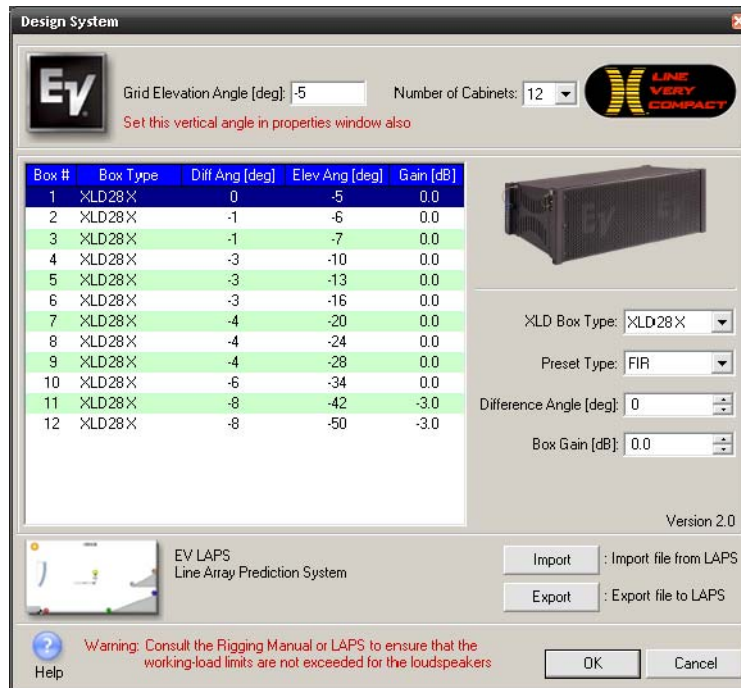 Design System
EV
Grid Elevation Angle [deg]: -5
Number of Cabinets: 12
X LINE VERY COMPACT
Set this vertical angle in properties window also
Box # Box Type Diff Ang [deg] Elev Ang [deg] Gain [dB]
1 XLD28X 0 -5 0.0
2 XLD28X -1 -6 0.0
3 XLD28X -1 -7 0.0
4 XLD28X -3 -10 0.0
5 XLD28X -3 -13 0.0
6 XLD28X -3 -16 0.0
7 XLD28X -4 -20 0.0
8 XLD28X -4 -24 0.0
9 XLD28X -4 -28 0.0
10 XLD28X -6 -34 0.0
11 XLD28X -8 -42 -3.0
12 XLD28X -8 -50 -3.0
EV
XLD Box Type: XLD28X
Preset Type: FIR
Difference Angle [deg]: 0
Box Gain [dB]: 0.0
Version 2.0
EV LAPS
Line Array Prediction System
Import : Import file from LAPS
Export : Export file to LAPS
Warning: Consult the Rigging Manual or LAPS to ensure that the
working-load limits are not exceeded for the loudspeakers
Help
OK
Cancel